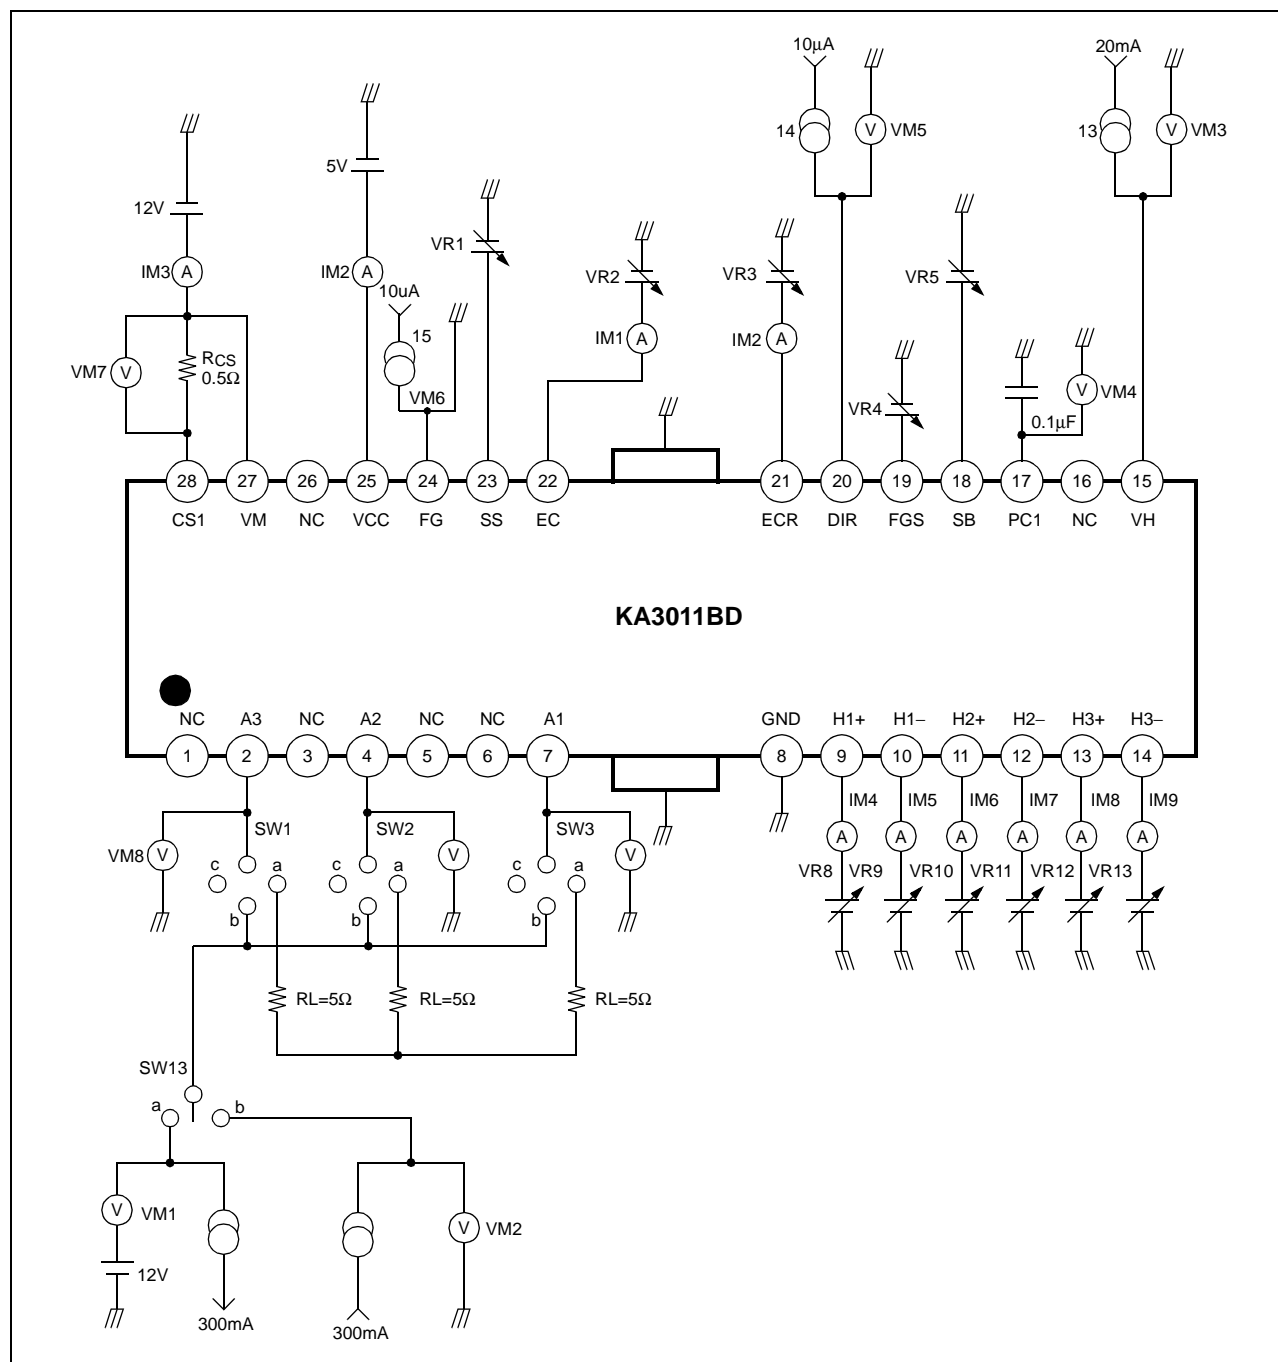 10µA
20mA
14
VM5
13
VM3
5V
12V
VR1
IM3
A
IM2
A
10uA
15
VR2
VR3
VR5
IM1
A
IM2
A
V
V
VM7
V
RCS
0.5Ω
VM6
VR4
0.1µF
V
VM4
28
27
26
25
24
23
22
21
20
19
18
17
16
15
CS1
VM
NC
VCC
FG
SS
EC
ECR
DIR
FGS
SB
PC1
NC
VH
KA3011BD
NC
A3
NC
A2
NC
NC
A1
GND
H1+
H1−
H2+
H2−
H3+
H3−
1
2
3
4
5
6
7
8
9
10
11
12
13
14
IM4
IM5
IM6
IM7
IM8
IM9
A
A
A
A
A
A
VR8
VR9
VR10
VR11
VR12
VR13
SW1
SW2
SW3
VM8
V
V
V
c
a
b
c
a
b
c
a
b
RL=5Ω
RL=5Ω
RL=5Ω
SW13
a
b
V
VM1
V
VM2
12V
300mA
300mA